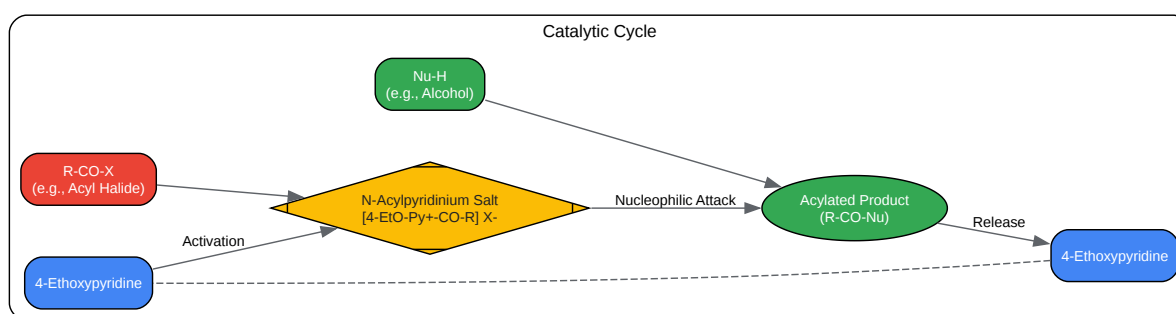 Catalytic Cycle
Nu-H
(e.g., Alcohol)
R-CO-X
(e.g., Acyl Halide)
N-Acylpyridinium Salt
[4-EtO-Py+-CO-R] X-
Nucleophilic Attack
Acylated Product
(R-CO-Nu)
Release
Activation
4-Ethoxypyridine
4-Ethoxypyridine